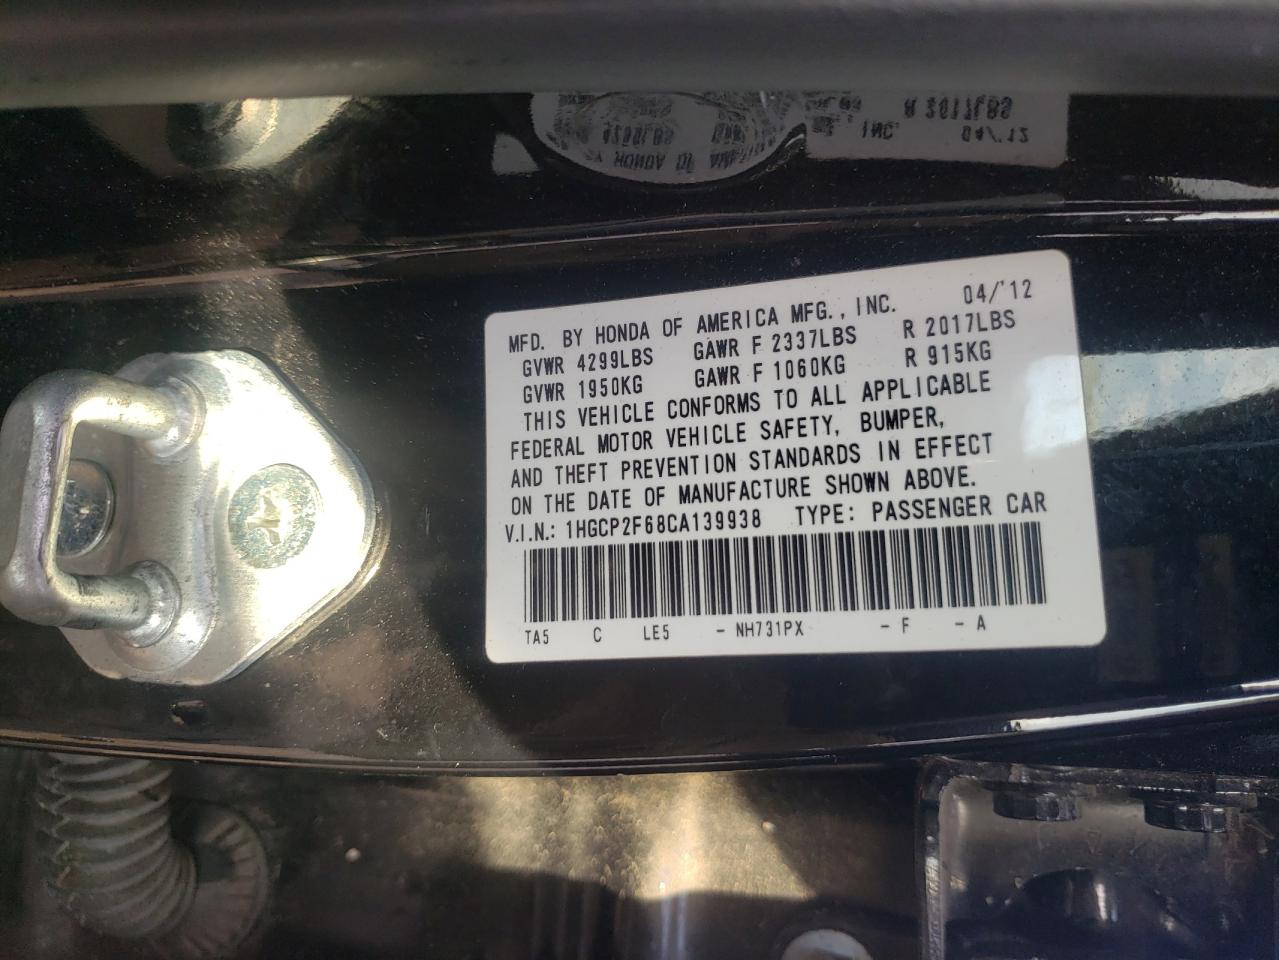 MFD. BY HONDA OF AMERICA MFG., INC. 04/'12
GVWR 4299LBS GAWR F 2337LBS R 2017LBS
GVWR 1950KG GAWR F 1060KG R 915KG
THIS VEHICLE CONFORMS TO ALL APPLICABLE
FEDERAL MOTOR VEHICLE SAFETY, BUMPER,
AND THEFT PREVENTION STANDARDS IN EFFECT
ON THE DATE OF MANUFACTURE SHOWN ABOVE.
V.I.N.: 1HGCP2F68CA139938 TYPE: PASSENGER CAR
TA5 C LE5 - NH731PX - F - A